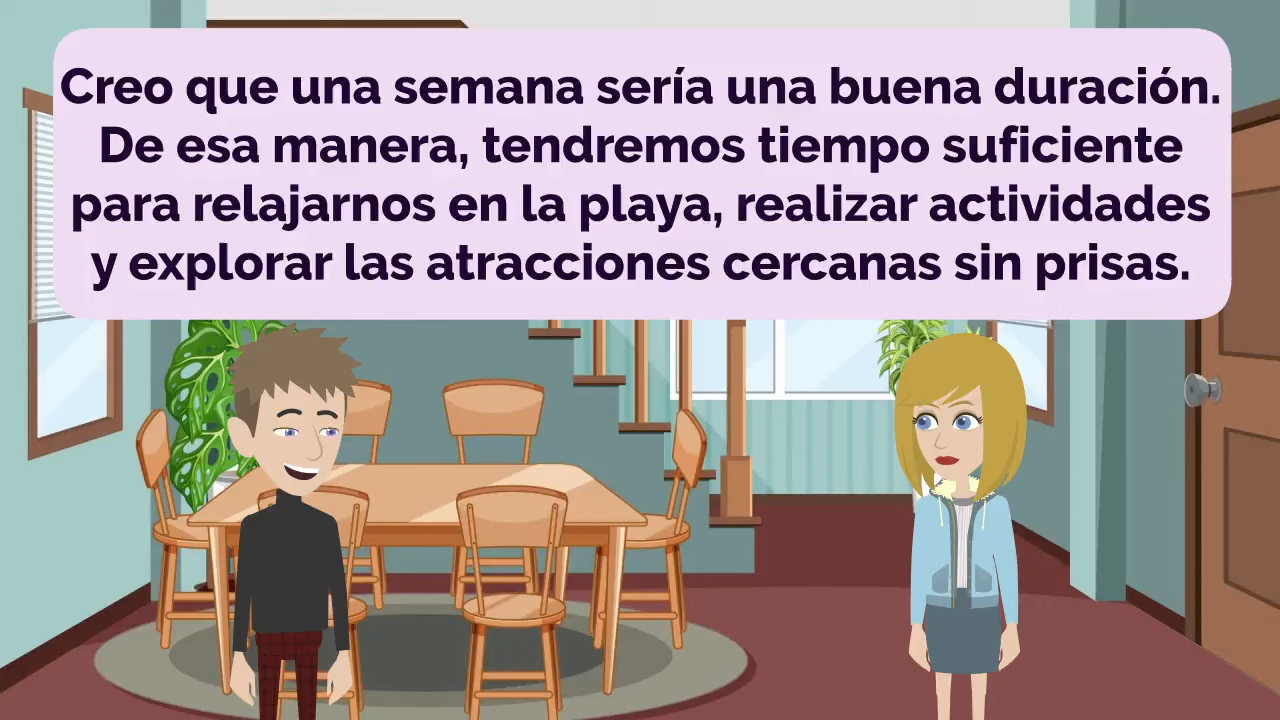 Creo que una semana sería una buena duración.
De esa manera, tendremos tiempo suficiente
para relajarnos en la playa, realizar actividades
y explorar las atracciones cercanas sin prisas.